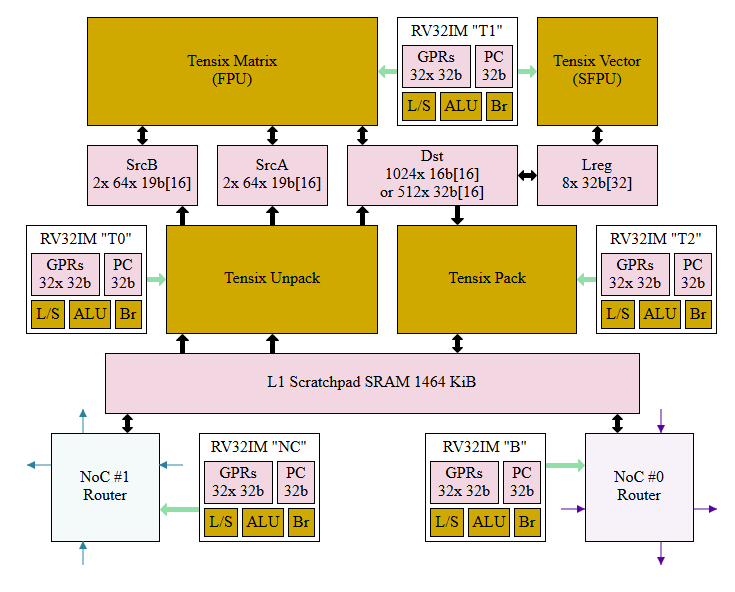 Tensix Matrix
(FPU)
RV32IM "T1"
GPRs
32x 32b
PC
32b
L/S
ALU
Br
Tensix Vector
(SFPU)
SrcB
2x 64x 19b[16]
SrcA
2x 64x 19b[16]
Dst
1024x 16b[16]
or 512x 32b[16]
Lreg
8x 32b[32]
RV32IM "T0"
GPRs
32x 32b
PC
32b
L/S
ALU
Br
Tensix Unpack
Tensix Pack
RV32IM "T2"
GPRs
32x 32b
PC
32b
L/S
ALU
Br
L1 Scratchpad SRAM 1464 KiB
NoC #1
Router
RV32IM "NC"
GPRs
32x 32b
PC
32b
L/S
ALU
Br
RV32IM "B"
GPRs
32x 32b
PC
32b
L/S
ALU
Br
NoC #0
Router